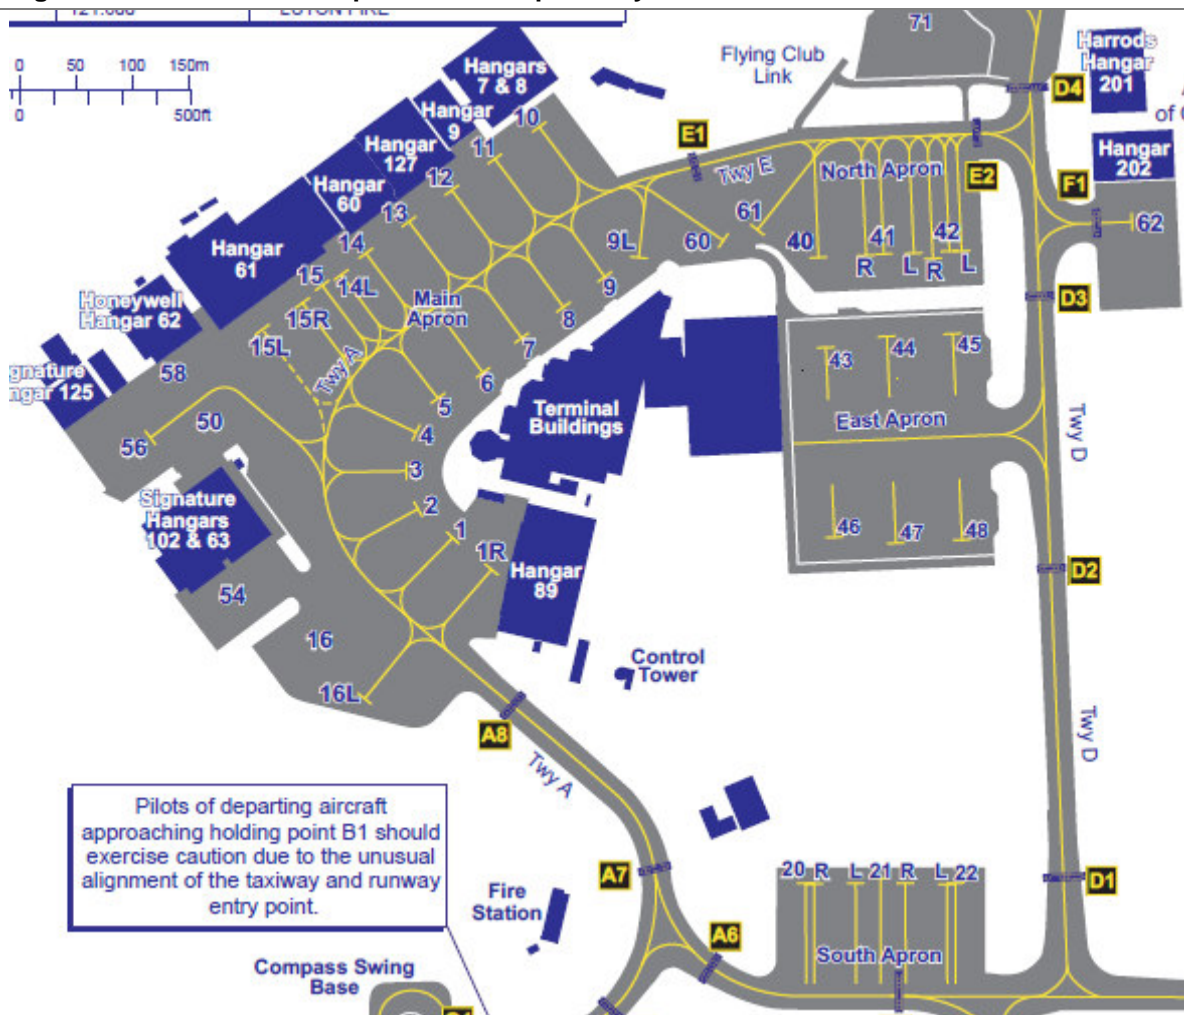 71
Flying Club
Link
Harrods
Hangar
201
D4
0 50 100 150m
0 500ft
Hangars
7 & 8
Hangar
9
10
Hangar
127
11
E1
Twy E
North Apron
E2
F1
Hangar
202
of
Hangar
60
12
13
14
61
60
9L
40
41
42
R
L
R
L
62
Hangar
61
15
14L
Main
Apron
9
8
7
6
5
4
3
2
1
1R
D3
Honeywell
Hangar 62
15R
15L
Twy A
58
50
56
Terminal
Buildings
43
44
45
East Apron
Twy D
46
47
48
Signature
Hangars
102 & 63
54
Hangar
89
D2
16
16L
Control
Tower
A8
Twy A
Twy D
Pilots of departing aircraft
approaching holding point B1 should
exercise caution due to the unusual
alignment of the taxiway and runway
entry point.
A7
20 R L 21 R L 22
D1
Fire
Station
A6
South Apron
Compass Swing
Base